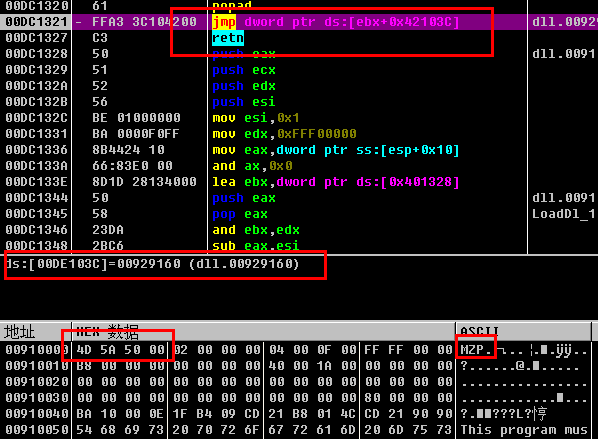 00DC1320 61 popad
00DC1321 - FFA3 3C104200 jmp dword ptr ds:[ebx+0x42103C] dll.00929
00DC1327 C3 retn
00DC1328 50 push eax dll.0091
00DC1329 51 push ecx
00DC132A 52 push edx
00DC132B 56 push esi
00DC132C BE 01000000 mov esi,0x1
00DC1331 BA 0000F0FF mov edx,0xFFF00000
00DC1336 8B4424 10 mov eax,dword ptr ss:[esp+0x10]
00DC133A 66:83E0 00 and ax,0x0
00DC133E 8D1D 28134000 lea ebx,dword ptr ds:[0x401328]
00DC1344 50 push eax dll.0091
00DC1345 58 pop eax LoadDl_1
00DC1346 23DA and ebx,edx
00DC1348 2BC6 sub eax,esi
ds:[00DE103C]=00929160 (dll.00929160)
地址 HEX 数据 ASCII
00910000 4D 5A 50 00 02 00 00 00 04 00 0F 00 FF FF 00 00 MZP.
00910010 B8 00 00 00 00 00 00 00 40 00 1A 00 00 00 00 00 ?.......@.
00910020 00 00 00 00 00 00 00 00 00 00 00 00 00 00 00 00 ................
00910030 00 00 00 00 00 00 00 00 00 00 00 00 00 00 00 00
00910040 BA 10 00 0E 1F B4 09 CD 21 B8 01 4C CD 21 90 90
00910050 54 68 69 73 20 70 72 6F 67 72 61 6D 20 6D 75 73 This program mus